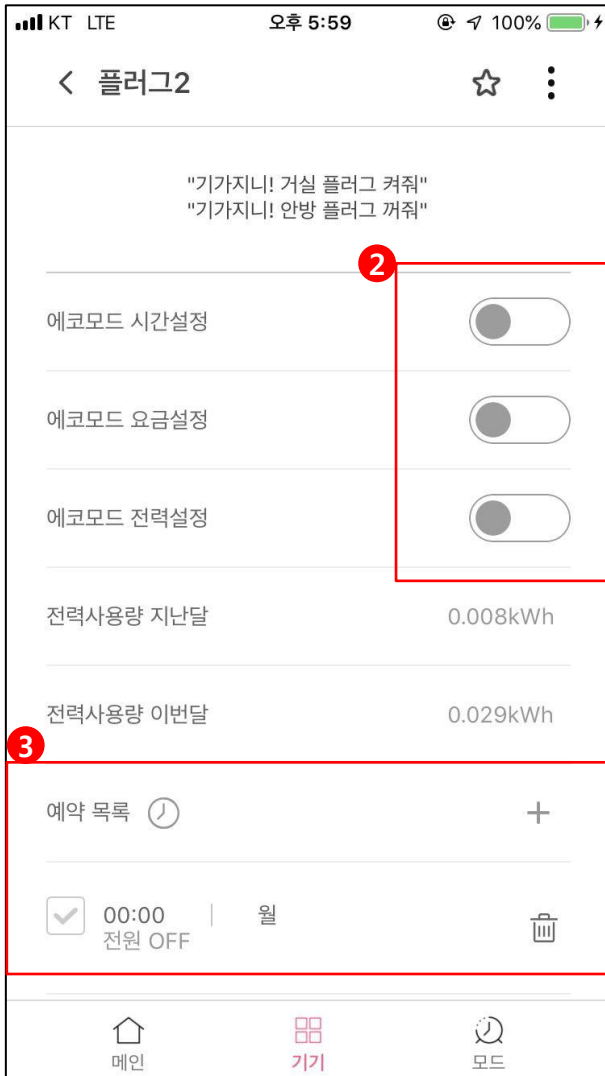 KT LTE 오후 5:59 100%
플러그2
"기가지니! 거실 플러그 켜줘"
"기가지니! 안방 플러그 꺼줘"
2
에코모드 시간설정
에코모드 요금설정
에코모드 전력설정
전력사용량 지난달 0.008kWh
전력사용량 이번달 0.029kWh
3
예약 목록 +
00:00 | 월
전원 OFF
메인 기기 모드